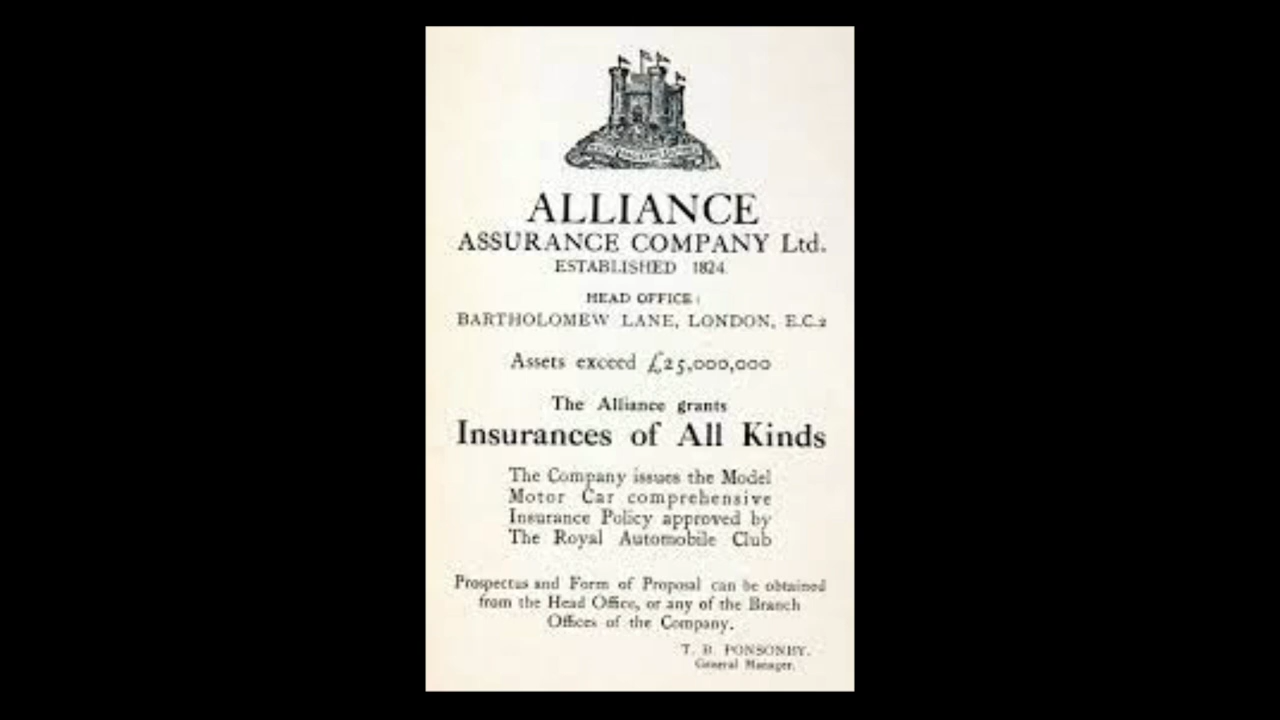 ALLIANCE
ASSURANCE COMPANY Ltd.
ESTABLISHED 1824
HEAD OFFICE:
BARTHOLOMEW LANE, LONDON, E.C.2
Assets exceed £25,000,000
The Alliance grants
Insurances of All Kinds
The Company issues the Model
Motor Car comprehensive
Insurance Policy approved by
The Royal Automobile Club
Prospectus and Form of Proposal can be obtained
from the Head Office, or any of the Branch
Offices of the Company.
T. B. PONSONBY.
General Manager.